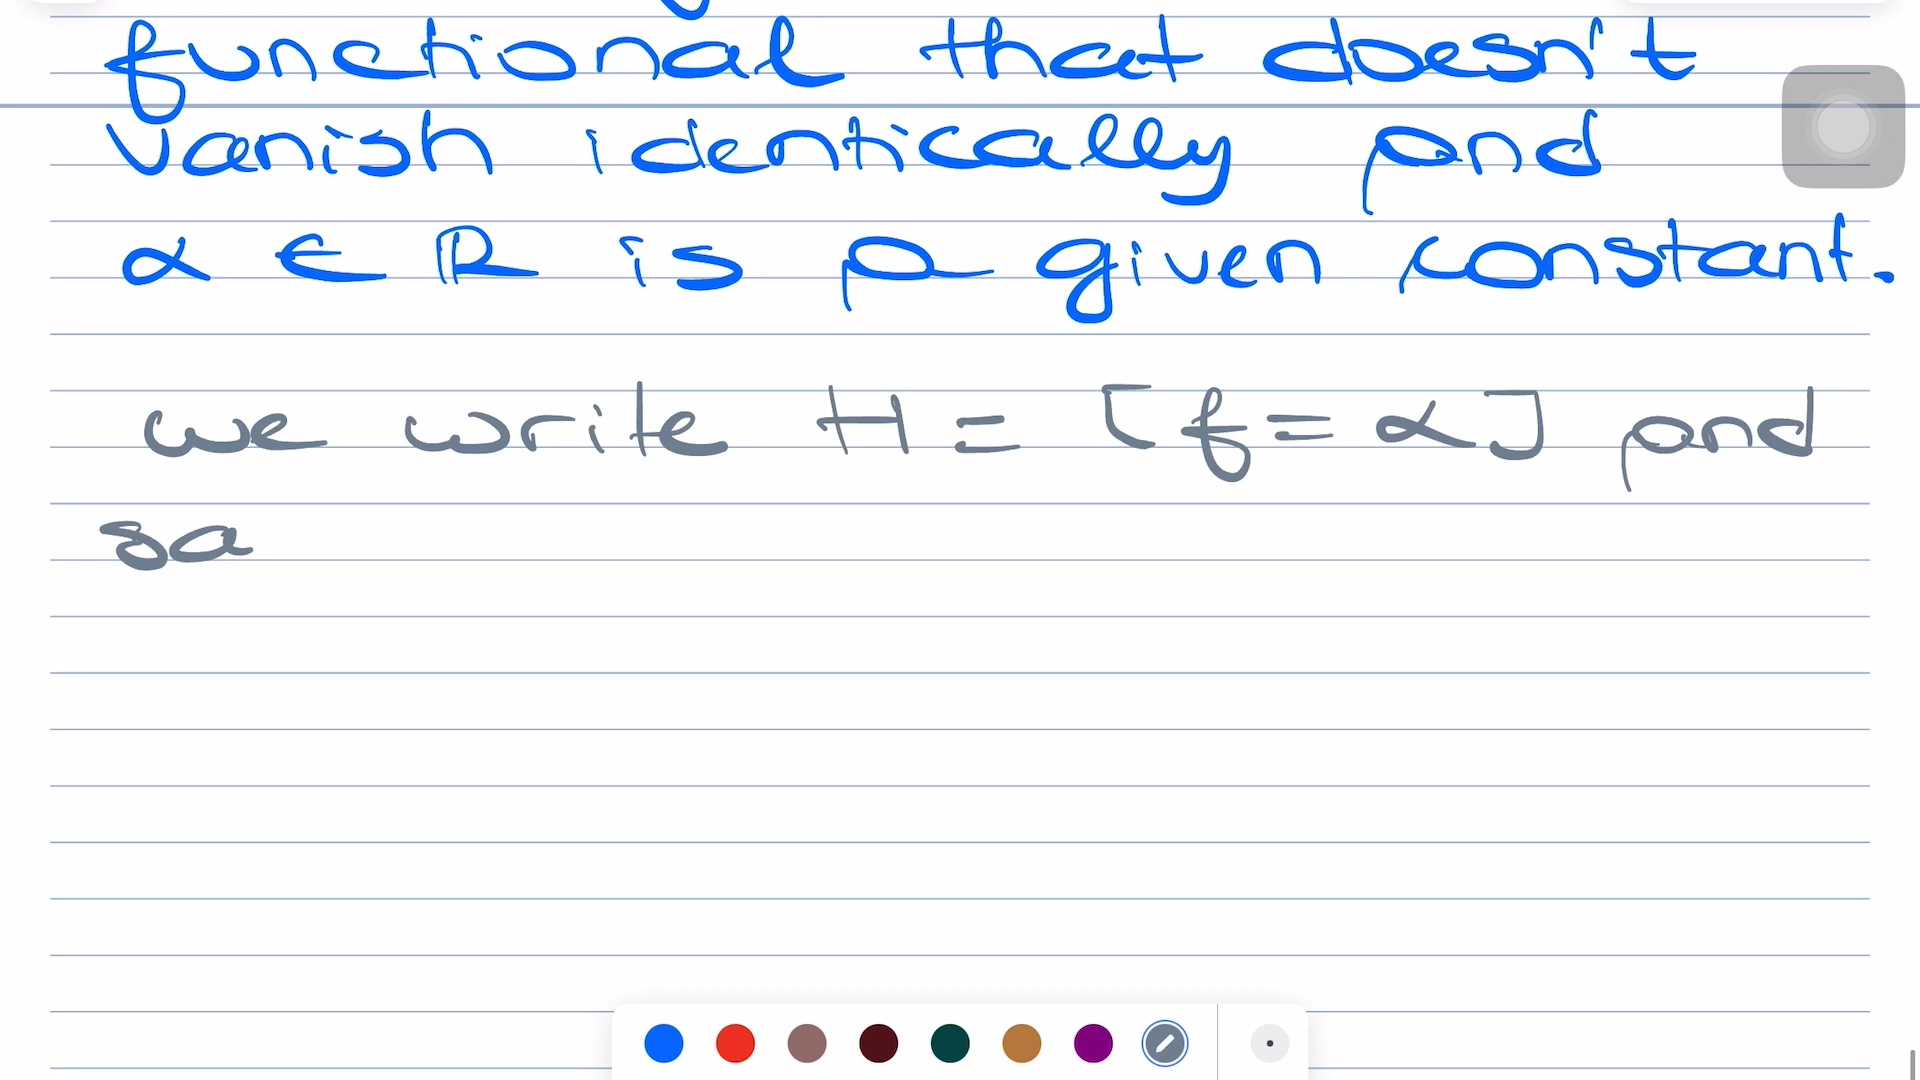 functional that doesn't
vanish identically and
α ∈ R is a given constant.
we write H = [f = α] and
sa